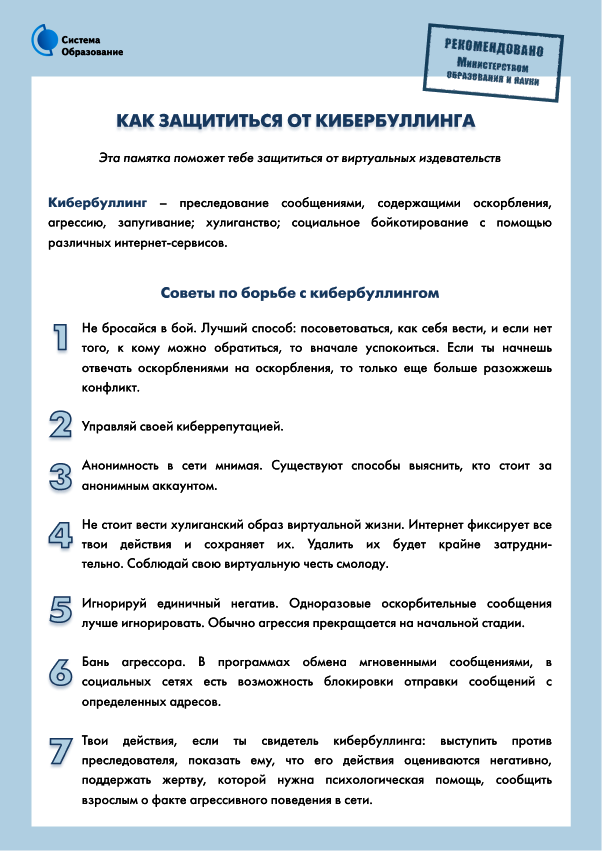 Система
Образование
РЕКОМЕНДОВАНО
Министерством
образования и науки
КАК ЗАЩИТИТЬСЯ ОТ КИБЕРБУЛЛИНГА
Эта памятка поможет тебе защититься от виртуальных издевательств
Кибербуллинг – преследование сообщениями, содержащими оскорбления,
агрессию, запугивание; хулиганство; социальное бойкотирование с помощью
различных интернет-сервисов.
Советы по борьбе с кибербуллингом
1 Не бросайся в бой. Лучший способ: посоветоваться, как себя вести, и если нет
того, к кому можно обратиться, то вначале успокоиться. Если ты начнешь
отвечать оскорблениями на оскорбления, то только еще больше разожжешь
конфликт.
2 Управляй своей киберрепутацией.
3 Анонимность в сети мнимая. Существуют способы выяснить, кто стоит за
анонимным аккаунтом.
4 Не стоит вести хулиганский образ виртуальной жизни. Интернет фиксирует все
твои действия и сохраняет их. Удалить их будет крайне затрудни-
тельно. Соблюдай свою виртуальную честь смолоду.
5 Игнорируй единичный негатив. Одноразовые оскорбительные сообщения
лучше игнорировать. Обычно агрессия прекращается на начальной стадии.
6 Бань агрессора. В программах обмена мгновенными сообщениями, в
социальных сетях есть возможность блокировки отправки сообщений с
определенных адресов.
7 Твои действия, если ты свидетель кибербуллинга: выступить против
преследователя, показать ему, что его действия оцениваются негативно,
поддержать жертву, которой нужна психологическая помощь, сообщить
взрослым о факте агрессивного поведения в сети.